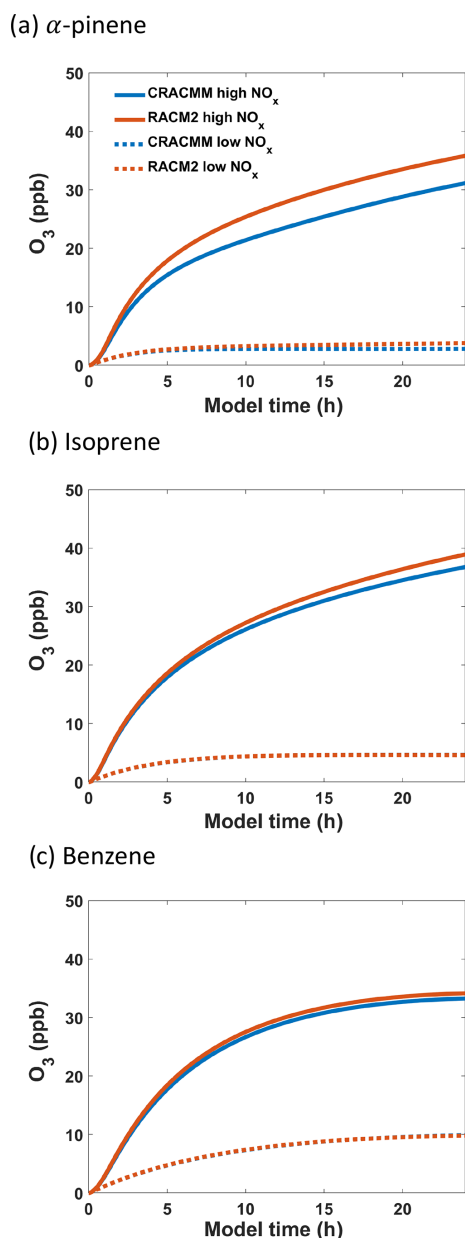 (a) α-pinene
50
40
30
20
10
0
O₃ (ppb)
CRACMM high NOₓ
RACM2 high NOₓ
CRACMM low NOₓ
RACM2 low NOₓ
0 5 10 15 20
Model time (h)
(b) Isoprene
50
40
30
20
10
0
O₃ (ppb)
0 5 10 15 20
Model time (h)
(c) Benzene
50
40
30
20
10
0
O₃ (ppb)
0 5 10 15 20
Model time (h)